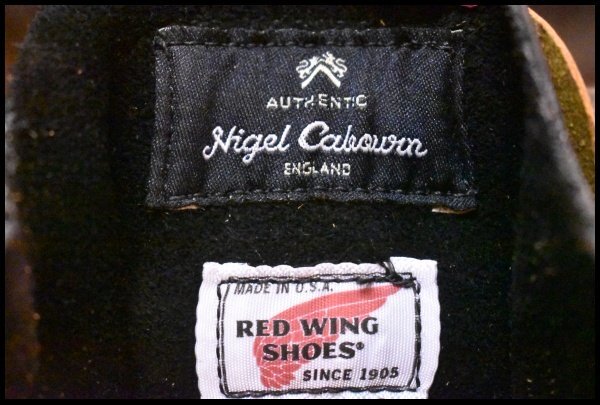 AUTHENTIC
Nigel Cabourn
ENGLAND
MADE IN U.S.A.
RED WING
SHOES®
SINCE 1905